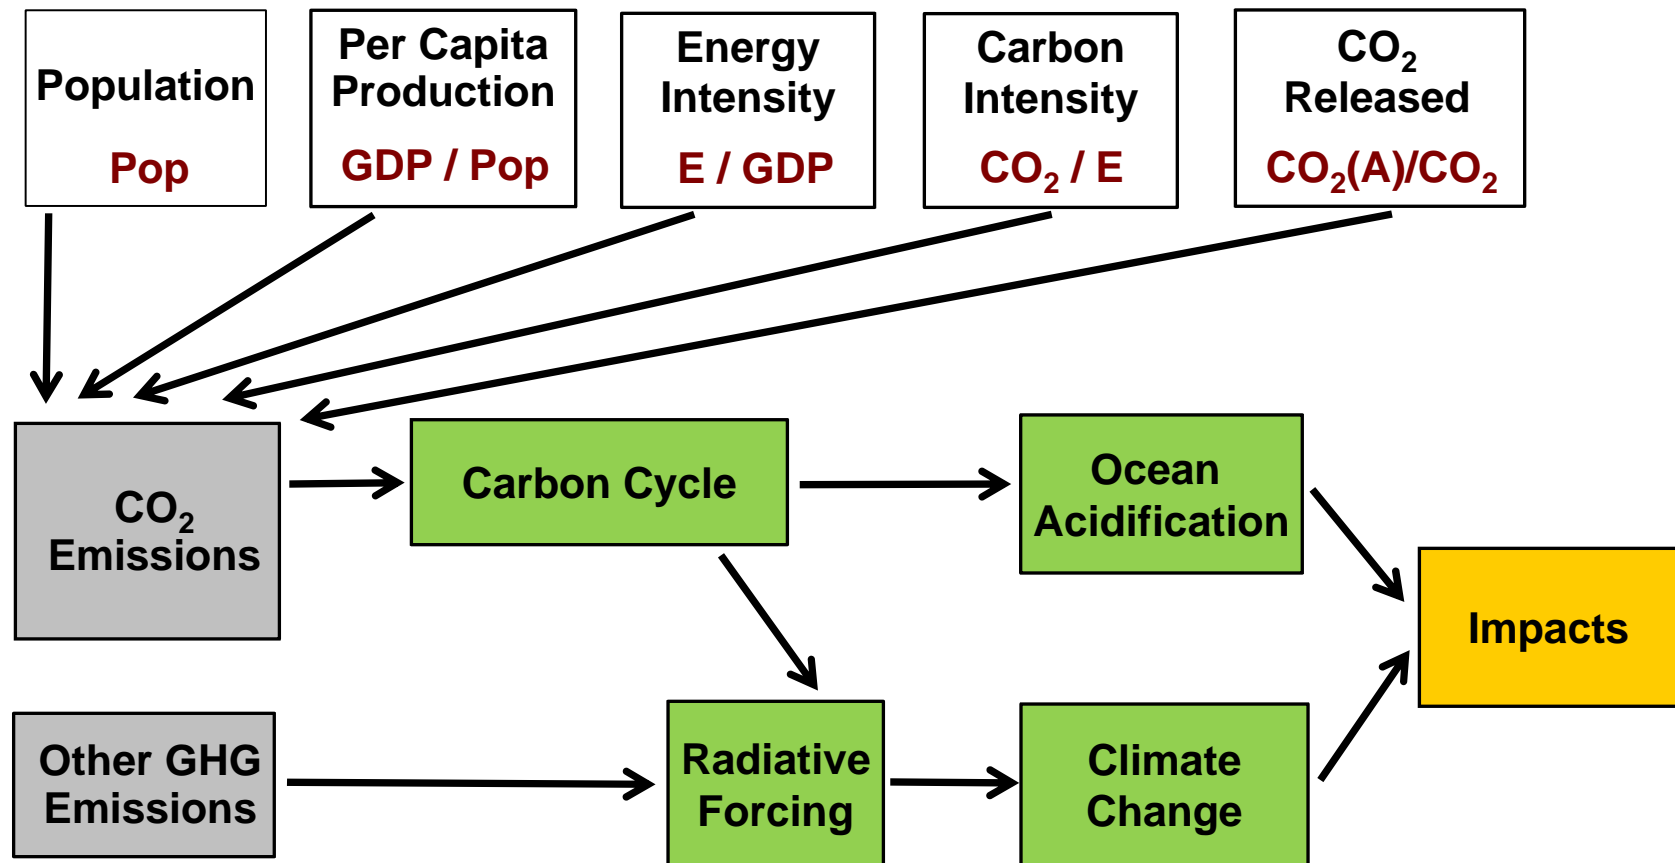 Population
Pop
Per Capita
Production
GDP / Pop
Energy
Intensity
E / GDP
Carbon
Intensity
CO₂ / E
CO₂
Released
CO₂(A)/CO₂
CO₂
Emissions
Carbon Cycle
Ocean
Acidification
Impacts
Other GHG
Emissions
Radiative
Forcing
Climate
Change